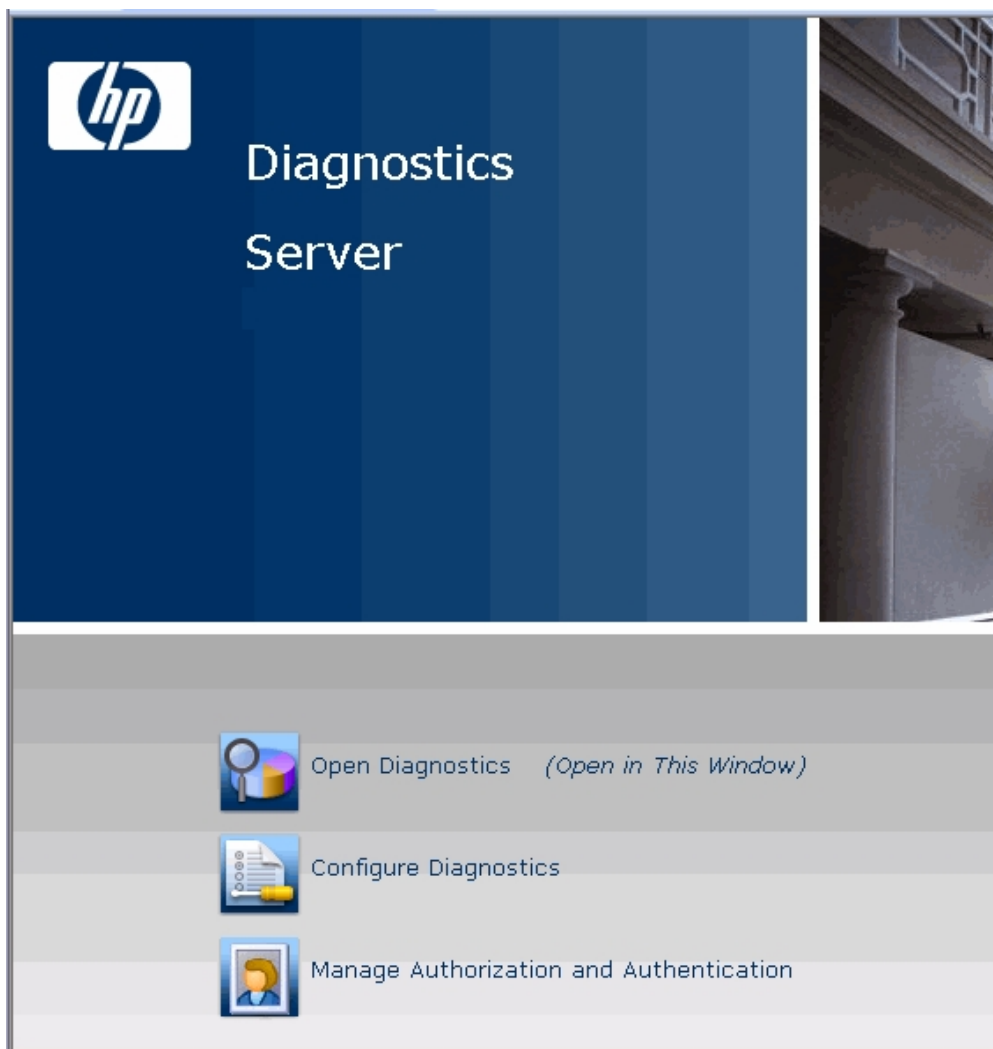 hp
Diagnostics
Server
Open Diagnostics (Open in This Window)
Configure Diagnostics
Manage Authorization and Authentication